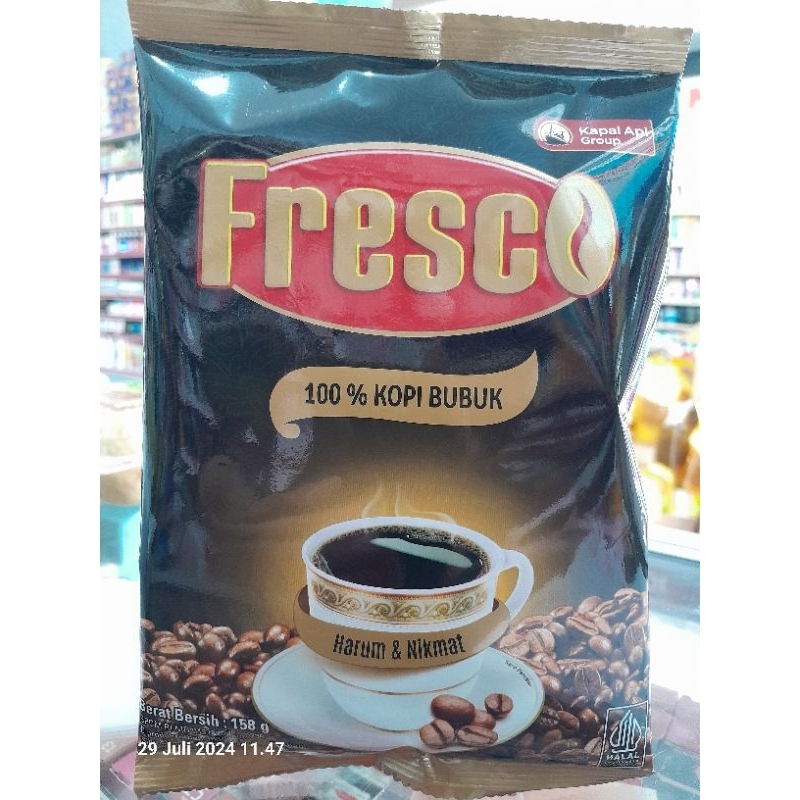 Kapal Api
Group
Fresco
100 % KOPI BUBUK
Harum & Nikmat
Berat Bersih : 158 g
29 Juli 2024 11.47
HALAL